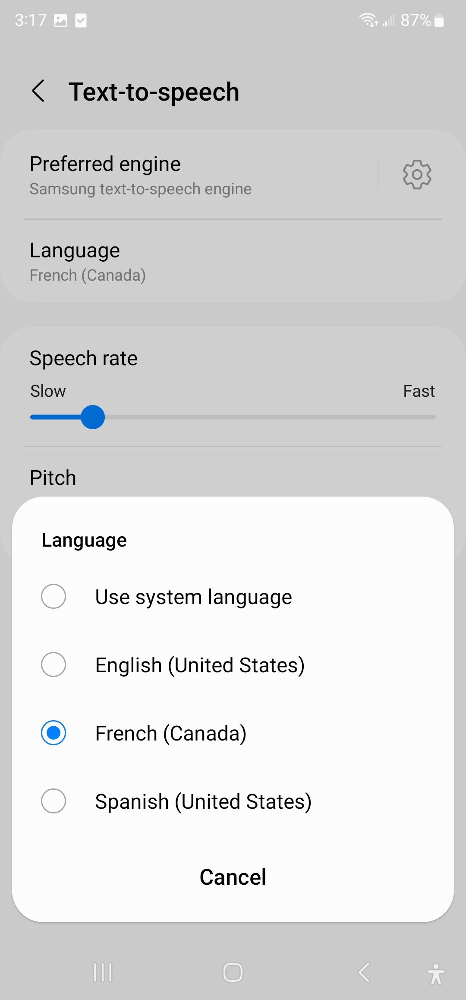 3:17
87%
Text-to-speech
Preferred engine
Samsung text-to-speech engine
Language
French (Canada)
Speech rate
Slow
Fast
Pitch
Language
Use system language
English (United States)
French (Canada)
Spanish (United States)
Cancel